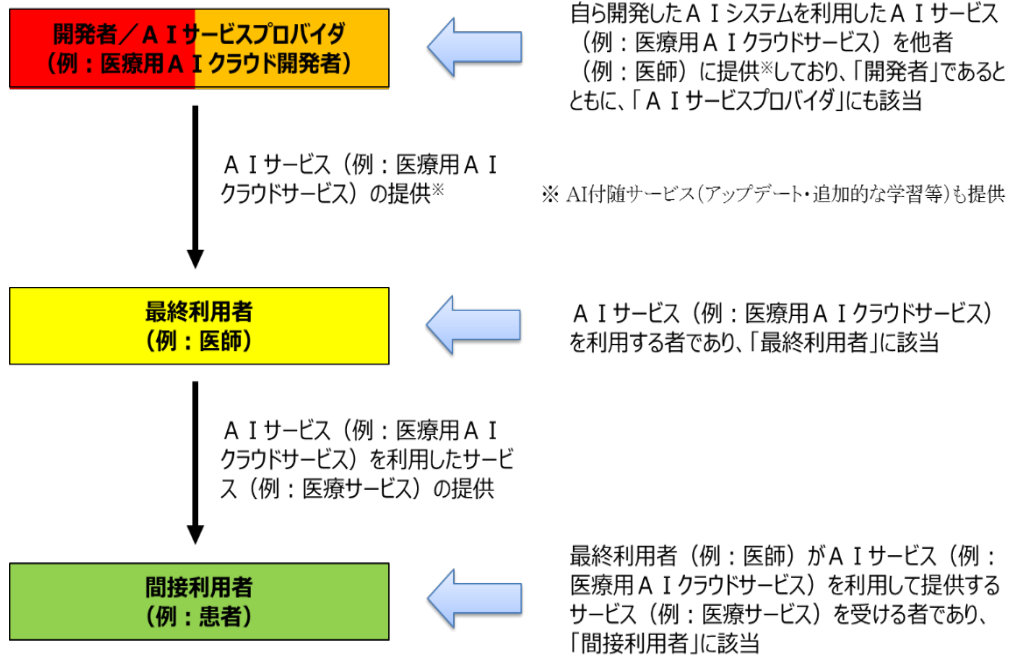 開発者／ＡＩサービスプロバイダ
（例：医療用ＡＩクラウド開発者）
自ら開発したＡＩシステムを利用したＡＩサービス
（例：医療用ＡＩクラウドサービス）を他者
（例：医師）に提供※しており、「開発者」であると
ともに、「ＡＩサービスプロバイダ」にも該当
ＡＩサービス（例：医療用ＡＩ
クラウドサービス）の提供※
※ AI付随サービス(アップデート・追加的な学習等)も提供
最終利用者
（例：医師）
ＡＩサービス（例：医療用ＡＩクラウドサービス）
を利用する者であり、「最終利用者」に該当
ＡＩサービス（例：医療用ＡＩ
クラウドサービス）を利用したサービ
ス（例：医療サービス）の提供
間接利用者
（例：患者）
最終利用者（例：医師）がＡＩサービス（例：
医療用ＡＩクラウドサービス）を利用して提供する
サービス（例：医療サービス）を受ける者であり、
「間接利用者」に該当